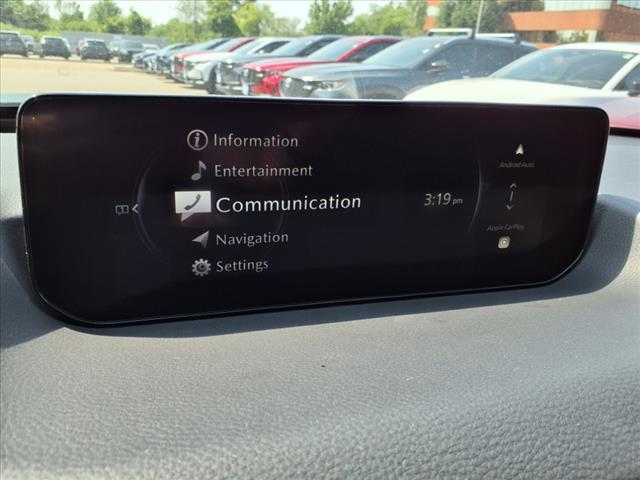 Information
Entertainment
Communication
3:19 pm
Navigation
Settings
Android Auto
Apple CarPlay